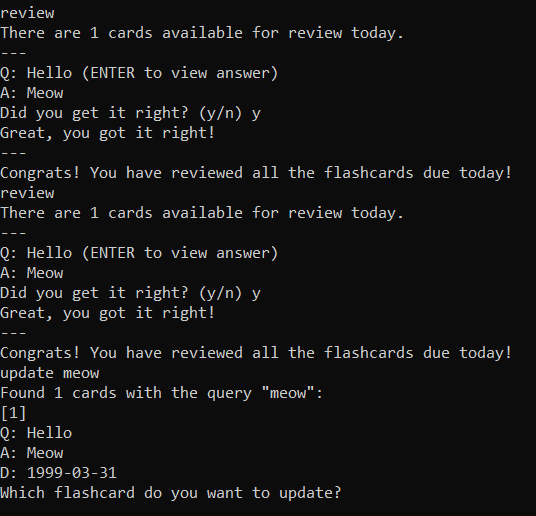 review
There are 1 cards available for review today.
---
Q: Hello (ENTER to view answer)
A: Meow
Did you get it right? (y/n) y
Great, you got it right!
---
Congrats! You have reviewed all the flashcards due today!
review
There are 1 cards available for review today.
---
Q: Hello (ENTER to view answer)
A: Meow
Did you get it right? (y/n) y
Great, you got it right!
---
Congrats! You have reviewed all the flashcards due today!
update meow
Found 1 cards with the query "meow":
[1]
Q: Hello
A: Meow
D: 1999-03-31
Which flashcard do you want to update?